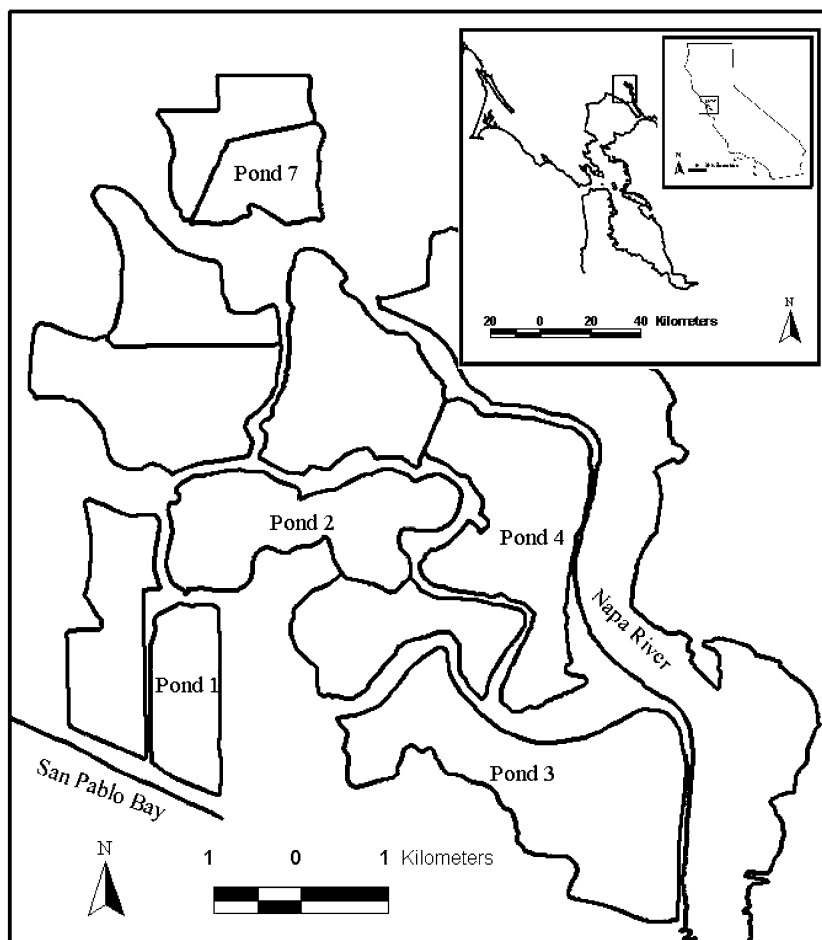 N
N
20 0 20 40 Kilometers
Pond 7
Pond 2
Pond 4
Napa River
Pond 1
Pond 3
San Pablo Bay
N
1 0 1 Kilometers